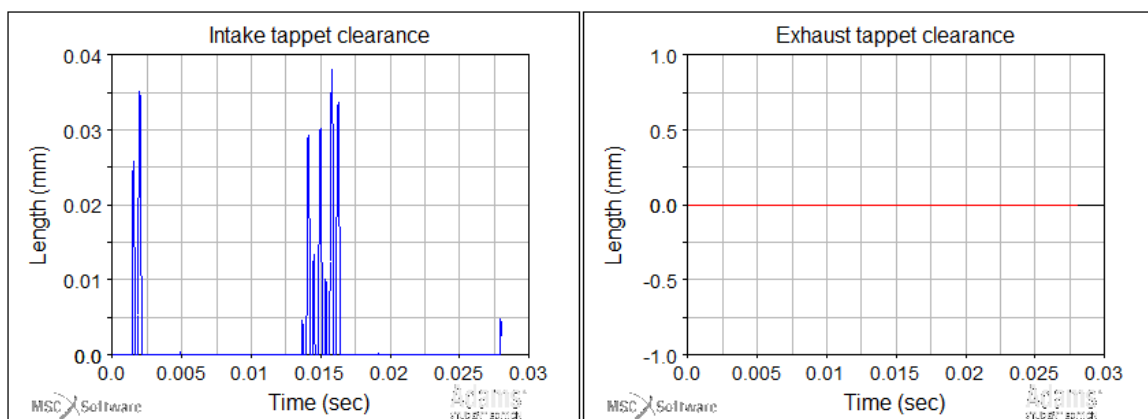 Intake tappet clearance
0.04
0.03
0.02
0.01
0.0
Length (mm)
0.0 0.005 0.01 0.015 0.02 0.025 0.03
Time (sec)
MSC Software
Adams
Exhaust tappet clearance
1.0
0.5
0.0
-0.5
-1.0
Length (mm)
0.0 0.005 0.01 0.015 0.02 0.025 0.03
Time (sec)
MSC Software
Adams